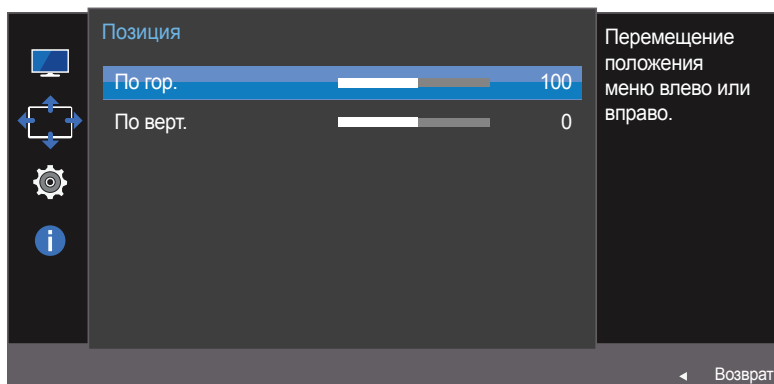 Позиция
По гор. 100
По верт. 0
Перемещение
положения
меню влево или
вправо.
Возврат